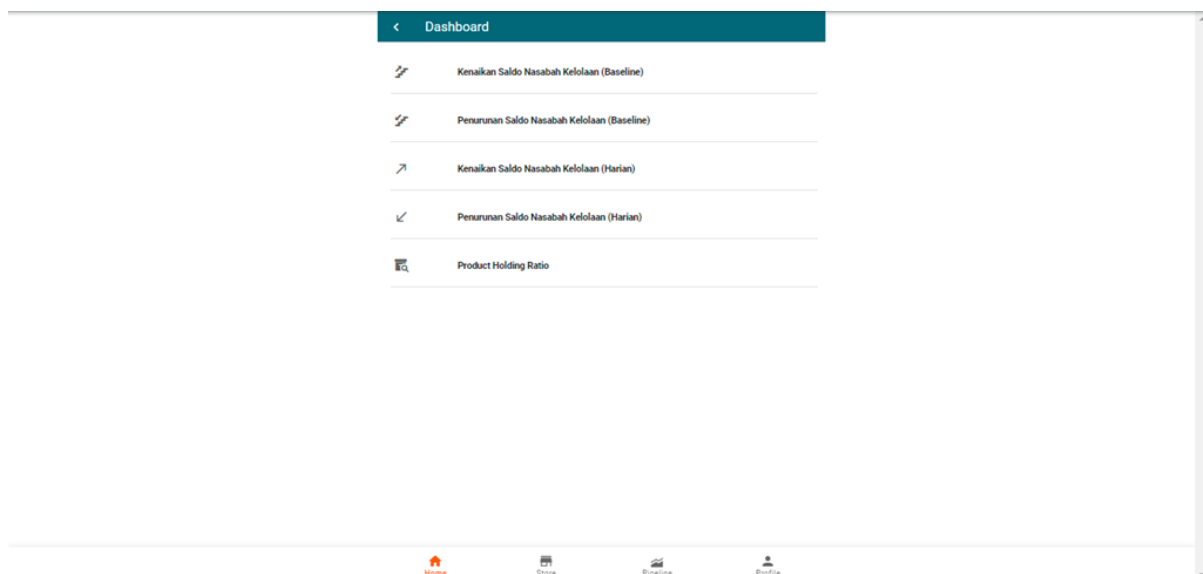 Dashboard
Kenaikan Saldo Nasabah Kelolaan (Baseline)
Penurunan Saldo Nasabah Kelolaan (Baseline)
Kenaikan Saldo Nasabah Kelolaan (Harian)
Penurunan Saldo Nasabah Kelolaan (Harian)
Product Holding Ratio
Home Store Pipeline Profile